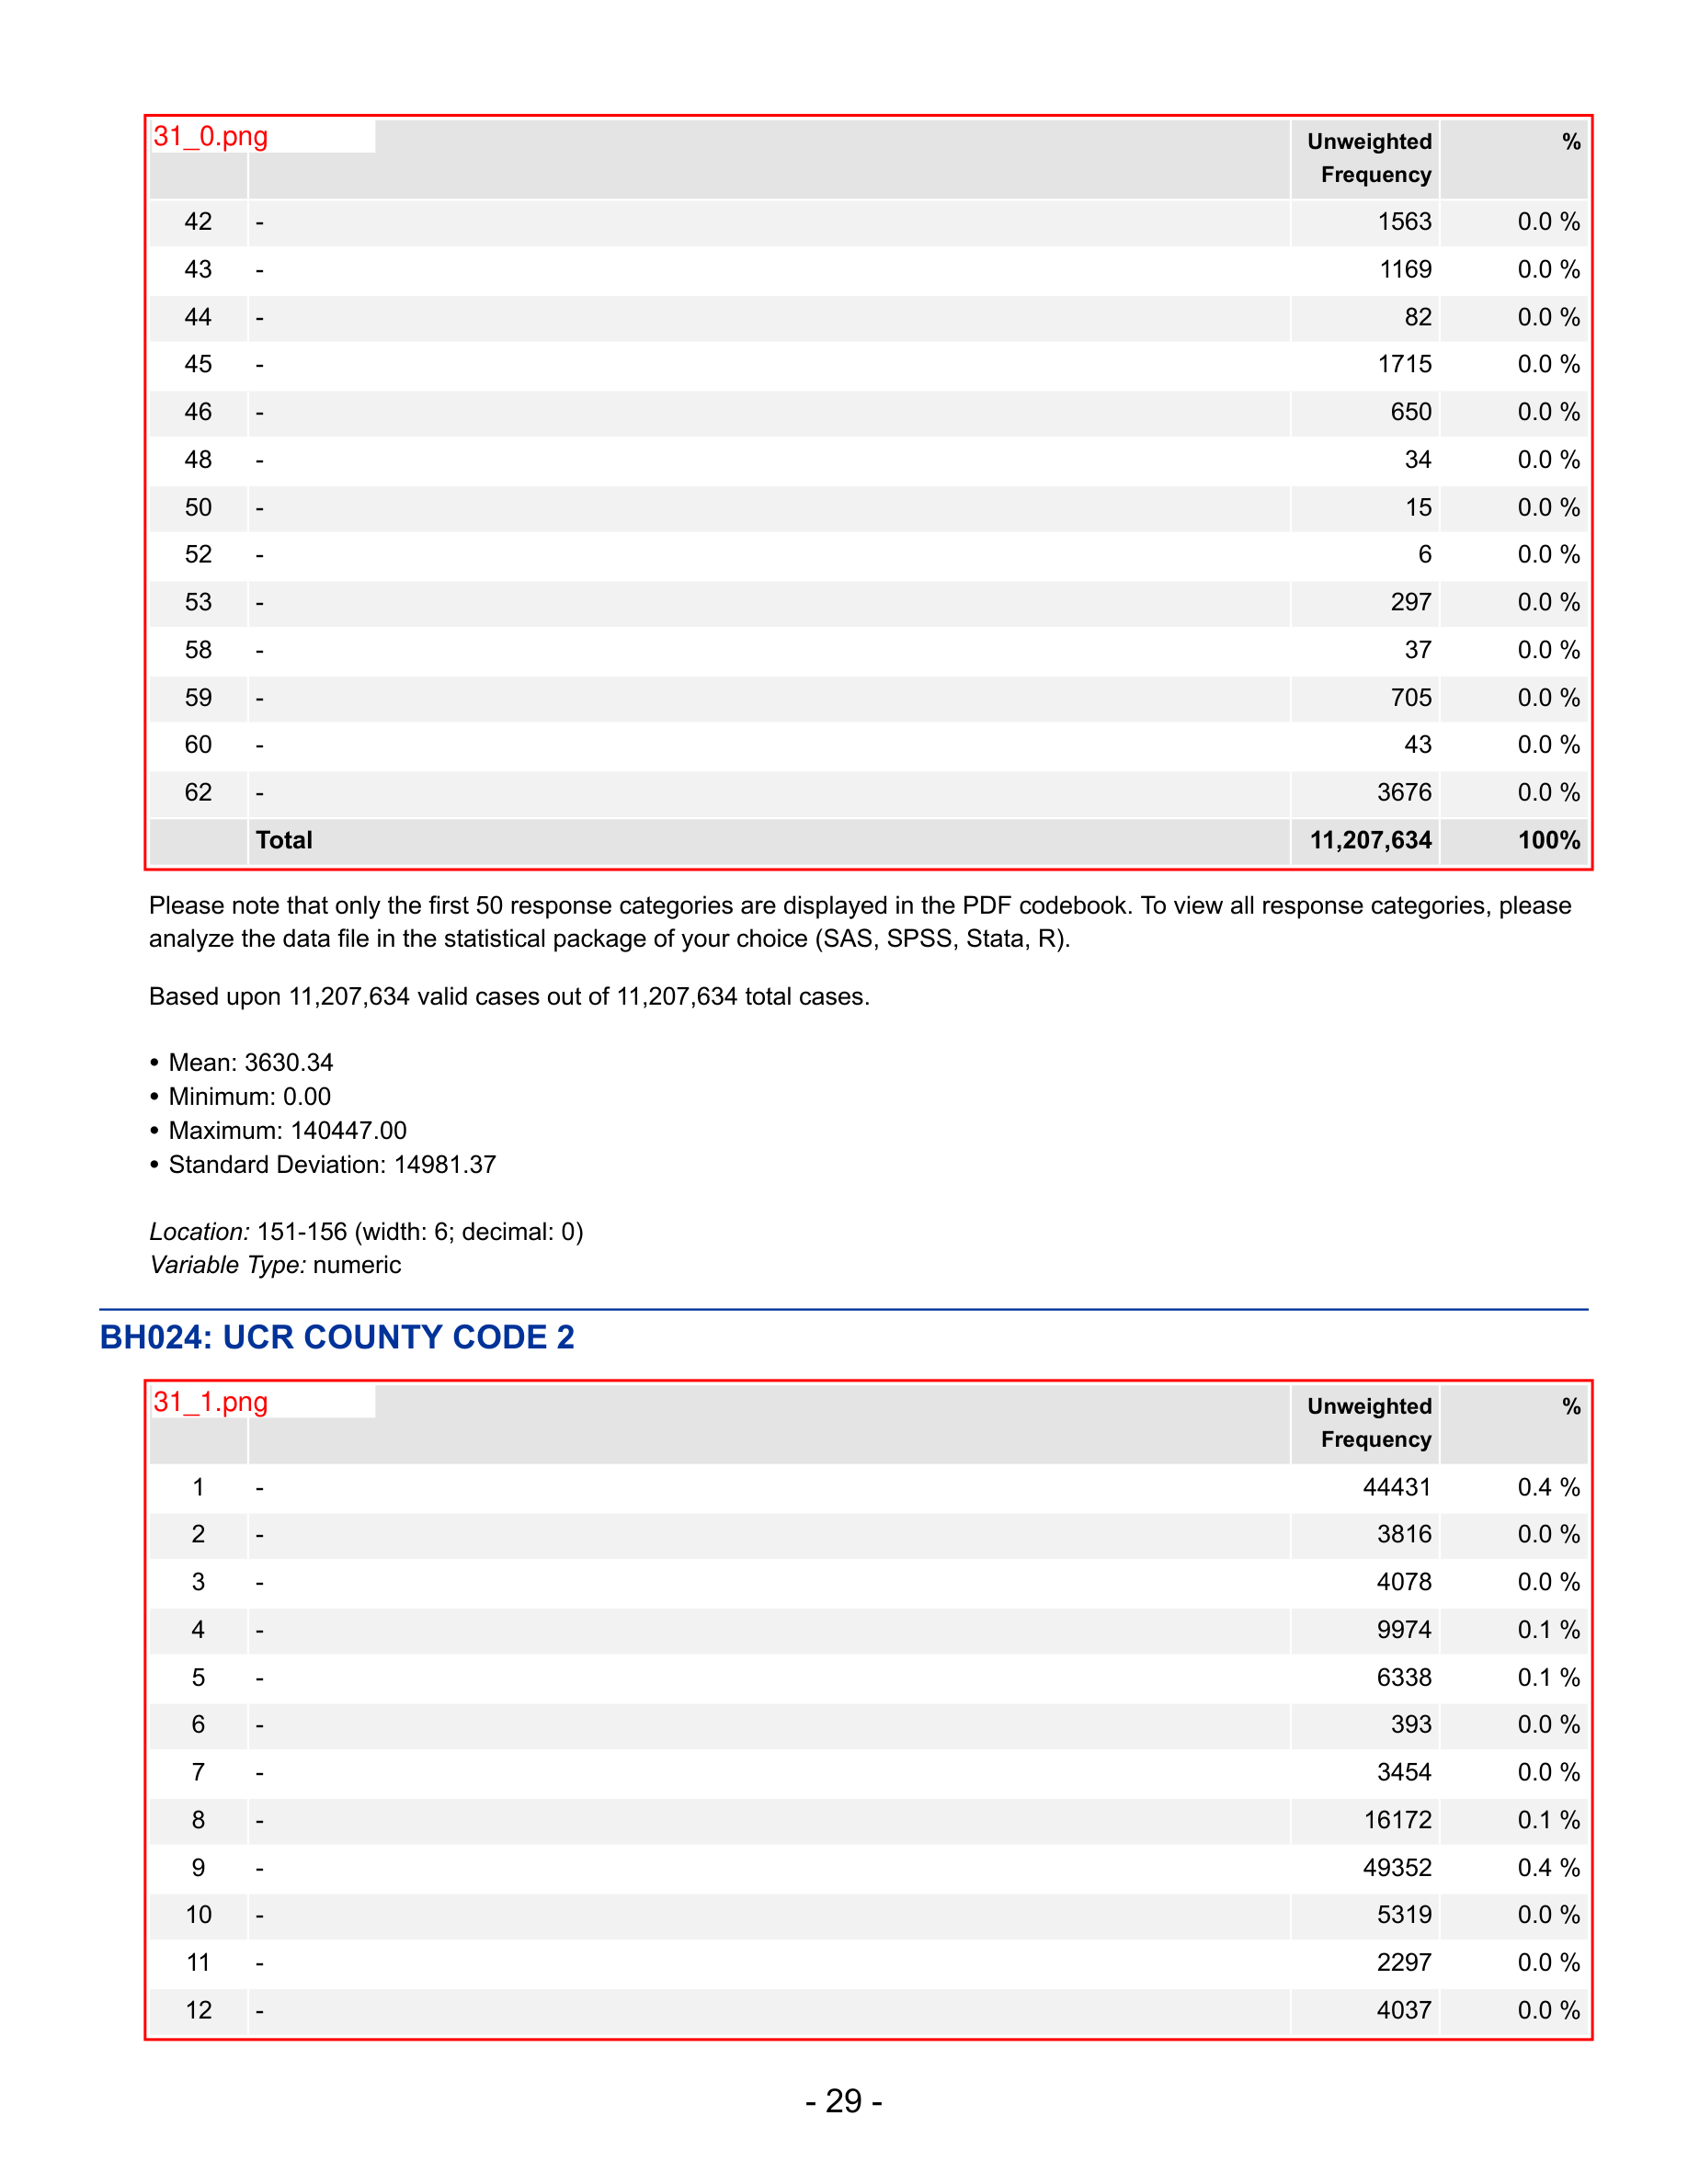 31_0.png
Unweighted Frequency %
42 - 1563 0.0 %
43 - 1169 0.0 %
44 - 82 0.0 %
45 - 1715 0.0 %
46 - 650 0.0 %
48 - 34 0.0 %
50 - 15 0.0 %
52 - 6 0.0 %
53 - 297 0.0 %
58 - 37 0.0 %
59 - 705 0.0 %
60 - 43 0.0 %
62 - 3676 0.0 %
Total 11,207,634 100%
Please note that only the first 50 response categories are displayed in the PDF codebook. To view all response categories, please
analyze the data file in the statistical package of your choice (SAS, SPSS, Stata, R).
Based upon 11,207,634 valid cases out of 11,207,634 total cases.
• Mean: 3630.34
• Minimum: 0.00
• Maximum: 140447.00
• Standard Deviation: 14981.37
Location: 151-156 (width: 6; decimal: 0)
Variable Type: numeric
BH024: UCR COUNTY CODE 2
31_1.png
Unweighted Frequency %
1 - 44431 0.4 %
2 - 3816 0.0 %
3 - 4078 0.0 %
4 - 9974 0.1 %
5 - 6338 0.1 %
6 - 393 0.0 %
7 - 3454 0.0 %
8 - 16172 0.1 %
9 - 49352 0.4 %
10 - 5319 0.0 %
11 - 2297 0.0 %
12 - 4037 0.0 %
- 29 -